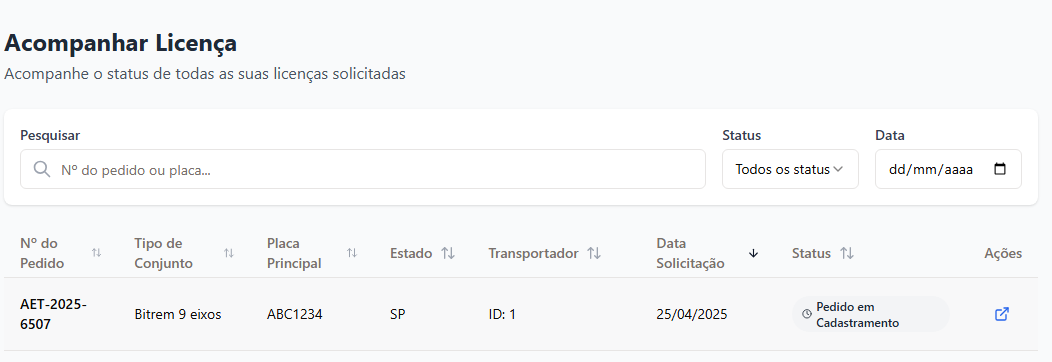 Acompanhar Licença
Acompanhe o status de todas as suas licenças solicitadas
Pesquisar
Status
Data
Nº do pedido ou placa...
Todos os status
dd/mm/aaaa
Nº do Pedido
Tipo de Conjunto
Placa Principal
Estado
Transportador
Data Solicitação
Status
Ações
AET-2025-6507
Bitrem 9 eixos
ABC1234
SP
ID: 1
25/04/2025
Pedido em Cadastramento